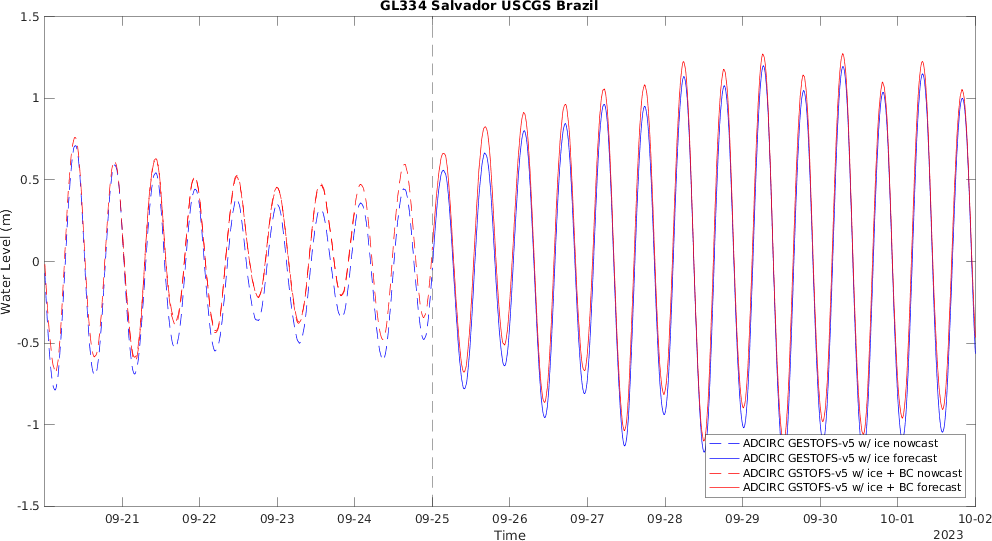 GL334 Salvador USCGS Brazil
1.5
1
0.5
0
-0.5
-1
-1.5
Water Level (m)
ADCIRC GESTOFS-v5 w/ ice nowcast
ADCIRC GESTOFS-v5 w/ ice forecast
ADCIRC GSTOFS-v5 w/ ice + BC nowcast
ADCIRC GSTOFS-v5 w/ ice + BC forecast
09-21 09-22 09-23 09-24 09-25 09-26 09-27 09-28 09-29 09-30 10-01 10-02
Time
2023